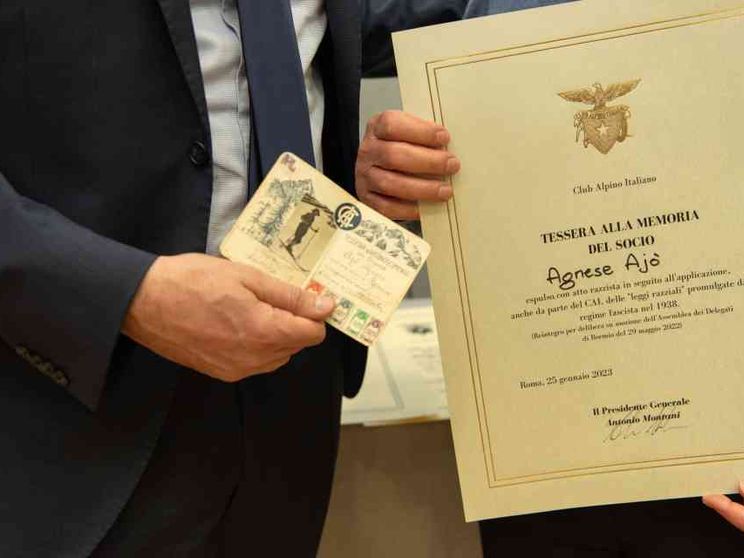 Club Alpino Italiano
TESSERA ALLA MEMORIA
DEL SOCIO
Agnese Ajò
espulso con atto razzista in seguito all'applicazione,
anche da parte del CAI, delle "leggi razziali" promulgate da
regime fascista nel 1938.
(Reintegro per delibera su mozione dell'Assemblea dei Delegati
di Bormio del 29 maggio 2022)
Roma, 25 gennaio 2023
Il Presidente Generale
Antonio Montani